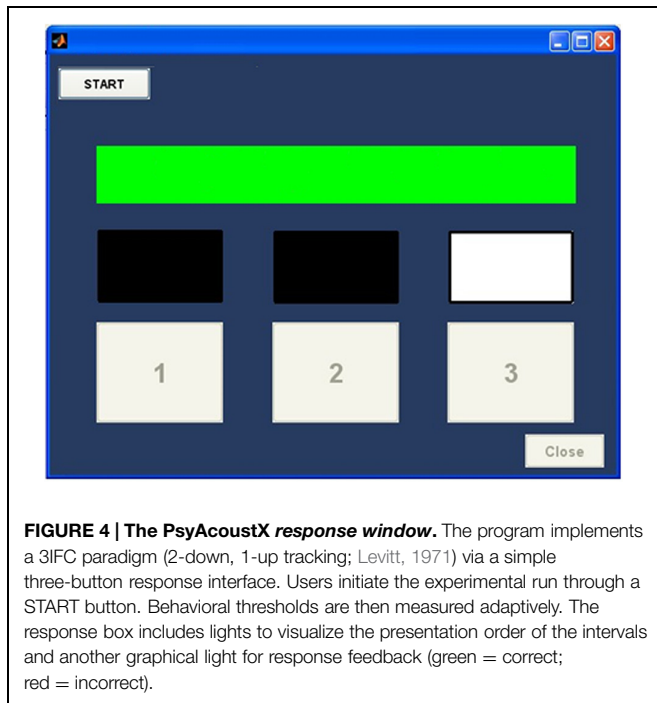 START
1 2 3
Close
FIGURE 4 | The PsyAcoustX response window. The program implements
a 3IFC paradigm (2-down, 1-up tracking; Levitt, 1971) via a simple
three-button response interface. Users initiate the experimental run through a
START button. Behavioral thresholds are then measured adaptively. The
response box includes lights to visualize the presentation order of the intervals
and another graphical light for response feedback (green = correct;
red = incorrect).